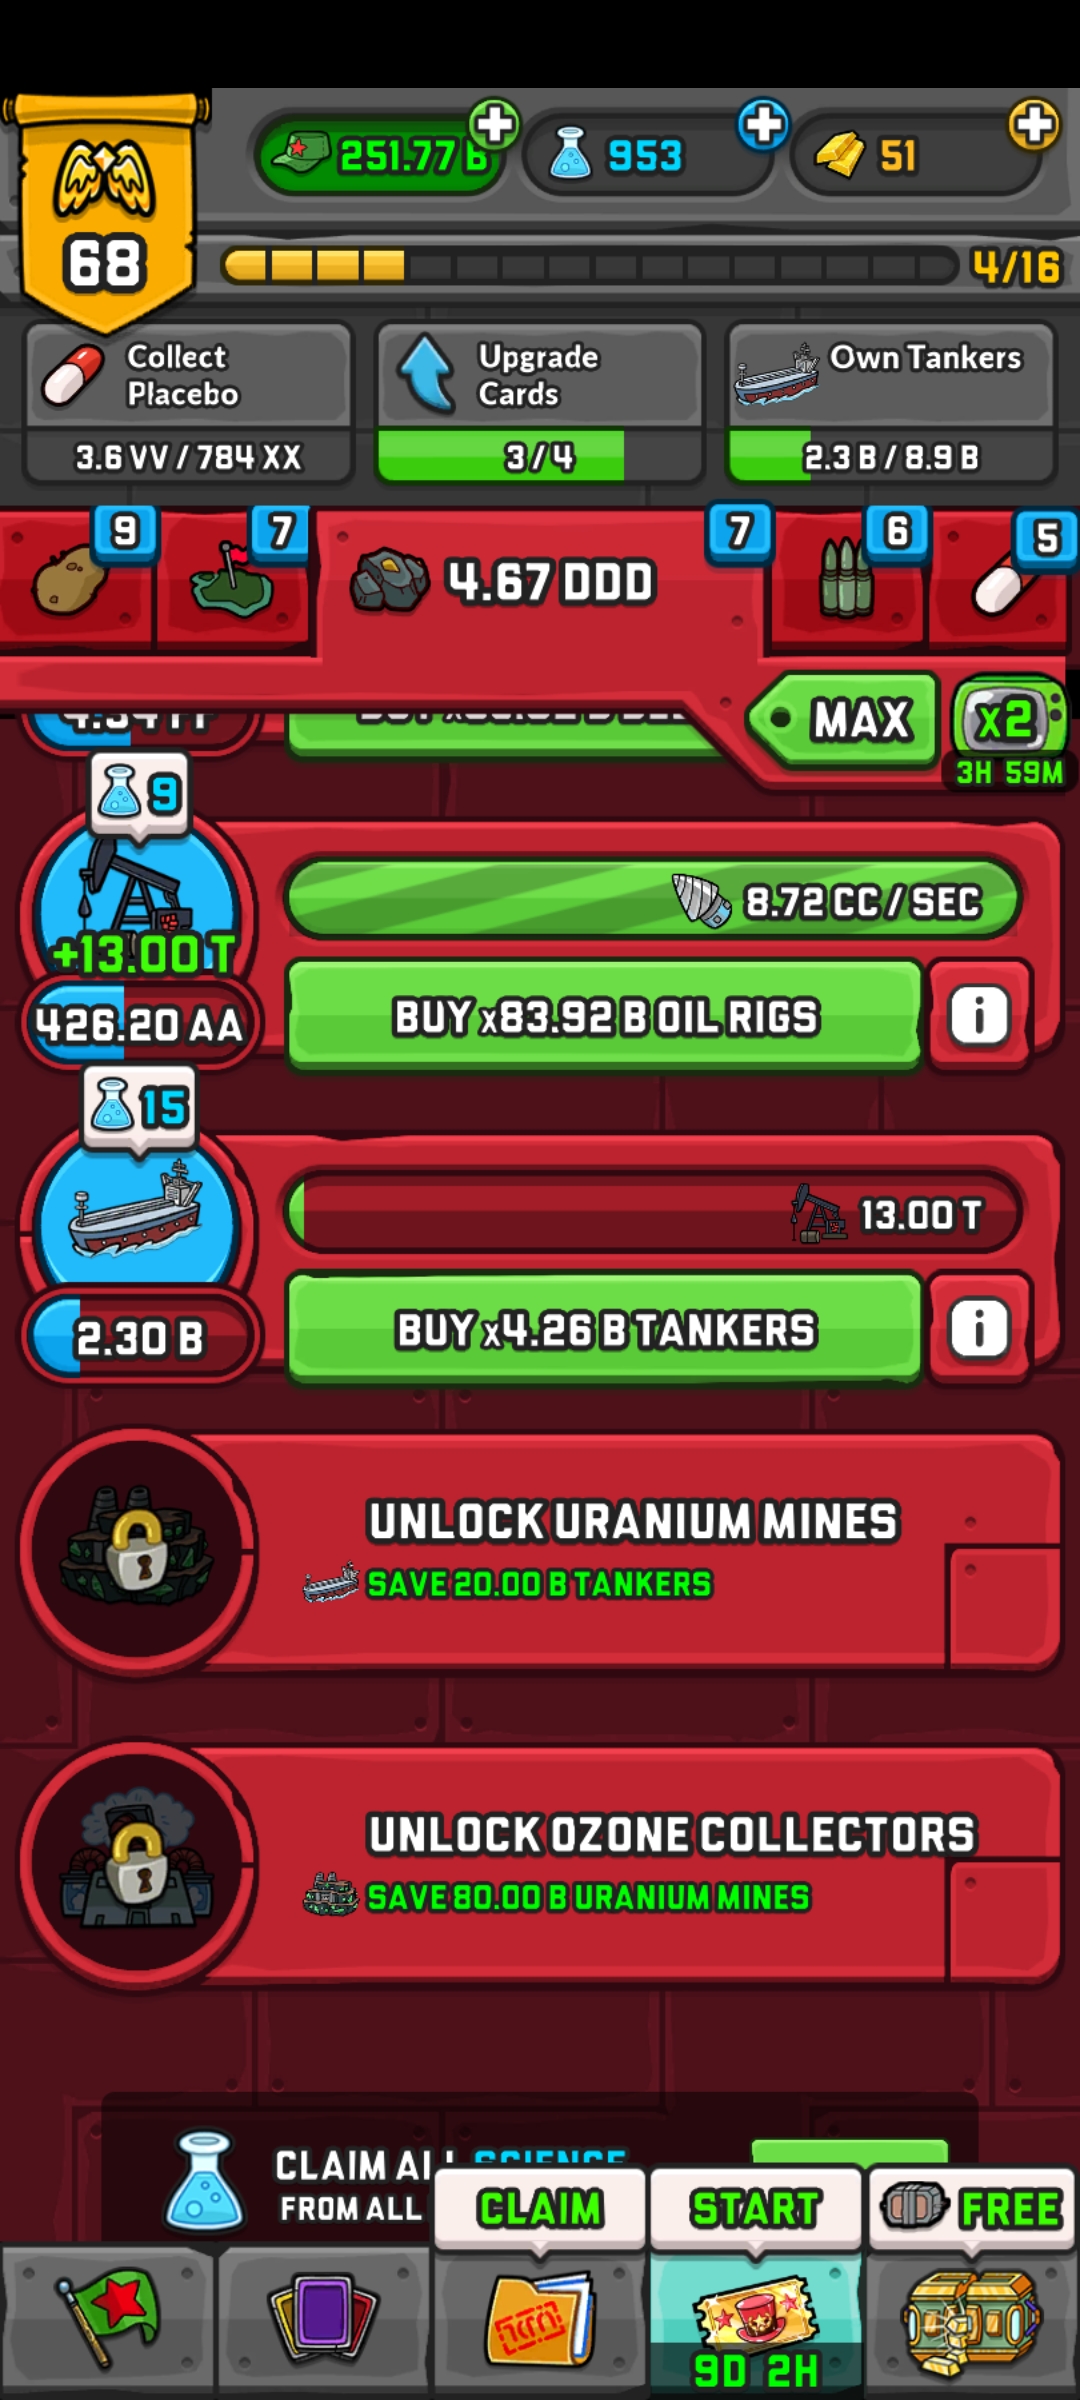 251.77 B
953
51
68
4/16
Collect
Placebo
3.6 VV / 784 XX
Upgrade
Cards
3/4
Own Tankers
2.3 B / 8.9 B
9
7
4.67 DDD
7
6
5
MAX
x2
3H 59M
9
+13.00 T
426.20 AA
8.72 CC / SEC
BUY x83.92 B OIL RIGS
i
15
2.30 B
13.00 T
BUY x4.26 B TANKERS
i
UNLOCK URANIUM MINES
SAVE 20.00 B TANKERS
UNLOCK OZONE COLLECTORS
SAVE 80.00 B URANIUM MINES
CLAIM ALL SCIENCE
FROM ALL
CLAIM
START
FREE
9D 2H